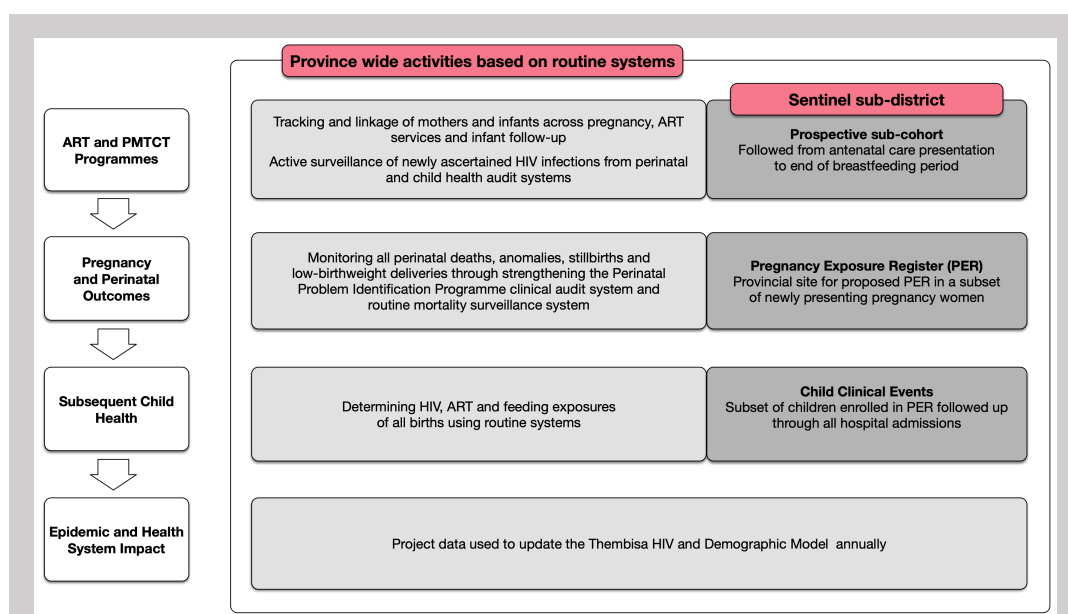 Province wide activities based on routine systems
Sentinel sub-district
ART and PMTCT
Programmes
Tracking and linkage of mothers and infants across pregnancy, ART
services and infant follow-up
Active surveillance of newly ascertained HIV infections from perinatal
and child health audit systems
Prospective sub-cohort
Followed from antenatal care presentation
to end of breastfeeding period
Pregnancy
and Perinatal
Outcomes
Monitoring all perinatal deaths, anomalies, stillbirths and
low-birthweight deliveries through strengthening the Perinatal
Problem Identification Programme clinical audit system and
routine mortality surveillance system
Pregnancy Exposure Register (PER)
Provincial site for proposed PER in a subset
of newly presenting pregnancy women
Subsequent Child
Health
Determining HIV, ART and feeding exposures
of all births using routine systems
Child Clinical Events
Subset of children enrolled in PER followed up
through all hospital admissions
Epidemic and Health
System Impact
Project data used to update the Thembisa HIV and Demographic Model annually